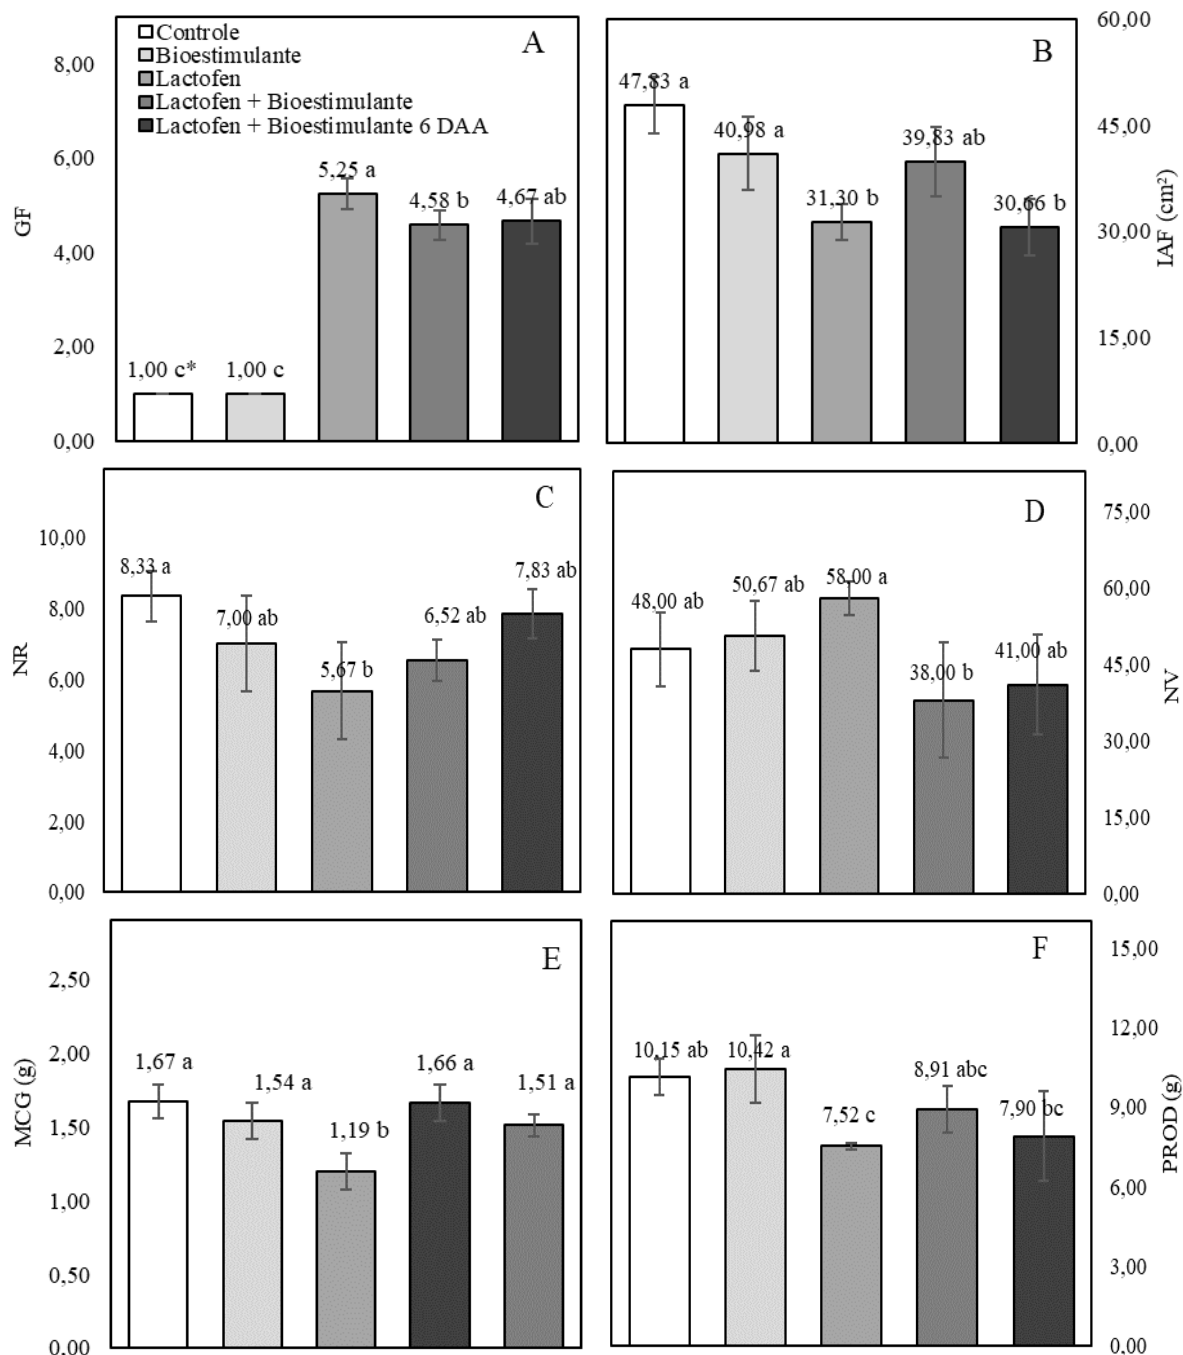 Controle
Bioestimulante
Lactofen
Lactofen + Bioestimulante
Lactofen + Bioestimulante 6 DAA
A
8,00
6,00
4,00
2,00
0,00
GF
1,00 c*
1,00 c
5,25 a
4,58 b
4,67 ab
B
60,00
45,00
30,00
15,00
0,00
IAF (cm²)
47,83 a
40,98 a
31,30 b
39,83 ab
30,66 b
C
10,00
8,00
6,00
4,00
2,00
0,00
NR
8,33 a
7,00 ab
5,67 b
6,52 ab
7,83 ab
D
75,00
60,00
45,00
30,00
15,00
0,00
NV
48,00 ab
50,67 ab
58,00 a
38,00 b
41,00 ab
E
2,50
2,00
1,50
1,00
0,50
0,00
MCG (g)
1,67 a
1,54 a
1,19 b
1,66 a
1,51 a
F
15,00
12,00
9,00
6,00
3,00
0,00
PROD (g)
10,15 ab
10,42 a
7,52 c
8,91 abc
7,90 bc